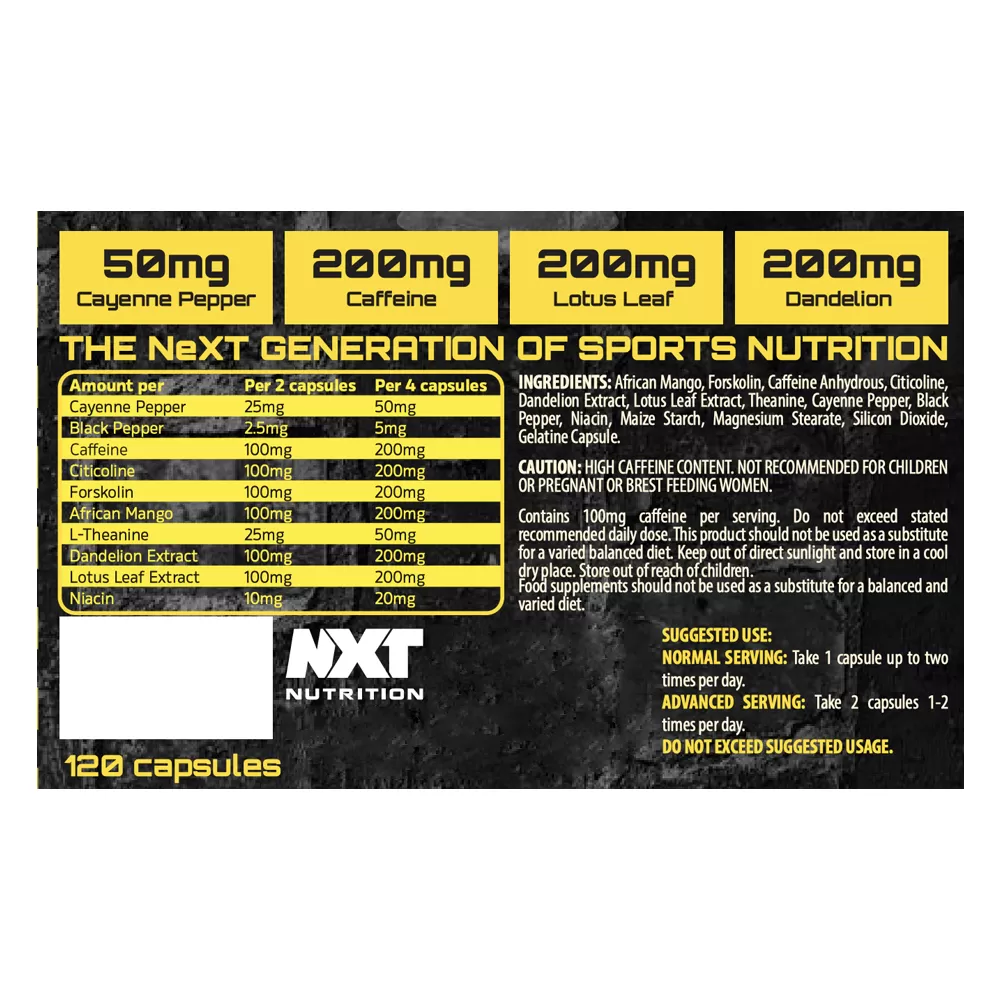 50mg
Cayenne Pepper
200mg
Caffeine
200mg
Lotus Leaf
200mg
Dandelion
THE NeXT GENERATION OF SPORTS NUTRITION
Amount per Per 2 capsules Per 4 capsules
Cayenne Pepper 25mg 50mg
Black Pepper 2.5mg 5mg
Caffeine 100mg 200mg
Citicoline 100mg 200mg
Forskolin 100mg 200mg
African Mango 100mg 200mg
L-Theanine 25mg 50mg
Dandelion Extract 100mg 200mg
Lotus Leaf Extract 100mg 200mg
Niacin 10mg 20mg
INGREDIENTS: African Mango, Forskolin, Caffeine Anhydrous, Citicoline,
Dandelion Extract, Lotus Leaf Extract, Theanine, Cayenne Pepper, Black
Pepper, Niacin, Maize Starch, Magnesium Stearate, Silicon Dioxide,
Gelatine Capsule.
CAUTION: HIGH CAFFEINE CONTENT. NOT RECOMMENDED FOR CHILDREN
OR PREGNANT OR BREST FEEDING WOMEN.
Contains 100mg caffeine per serving. Do not exceed stated
recommended daily dose. This product should not be used as a substitute
for a varied balanced diet. Keep out of direct sunlight and store in a cool
dry place. Store out of reach of children.
Food supplements should not be used as a substitute for a balanced and
varied diet.
SUGGESTED USE:
NORMAL SERVING: Take 1 capsule up to two
times per day.
ADVANCED SERVING: Take 2 capsules 1-2
times per day.
DO NOT EXCEED SUGGESTED USAGE.
NXT
NUTRITION
120 capsules